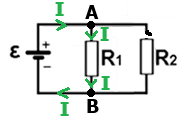 I A
I
ε + R₁ R₂
−
I
I B